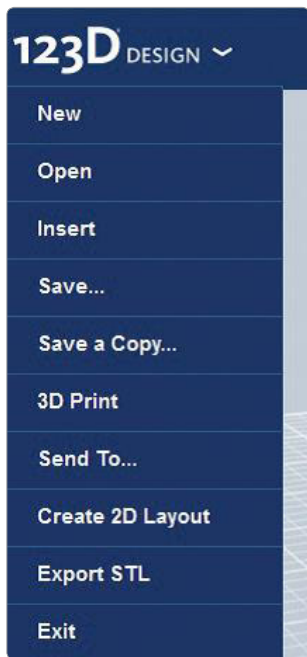 123D DESIGN
New
Open
Insert
Save...
Save a Copy...
3D Print
Send To...
Create 2D Layout
Export STL
Exit